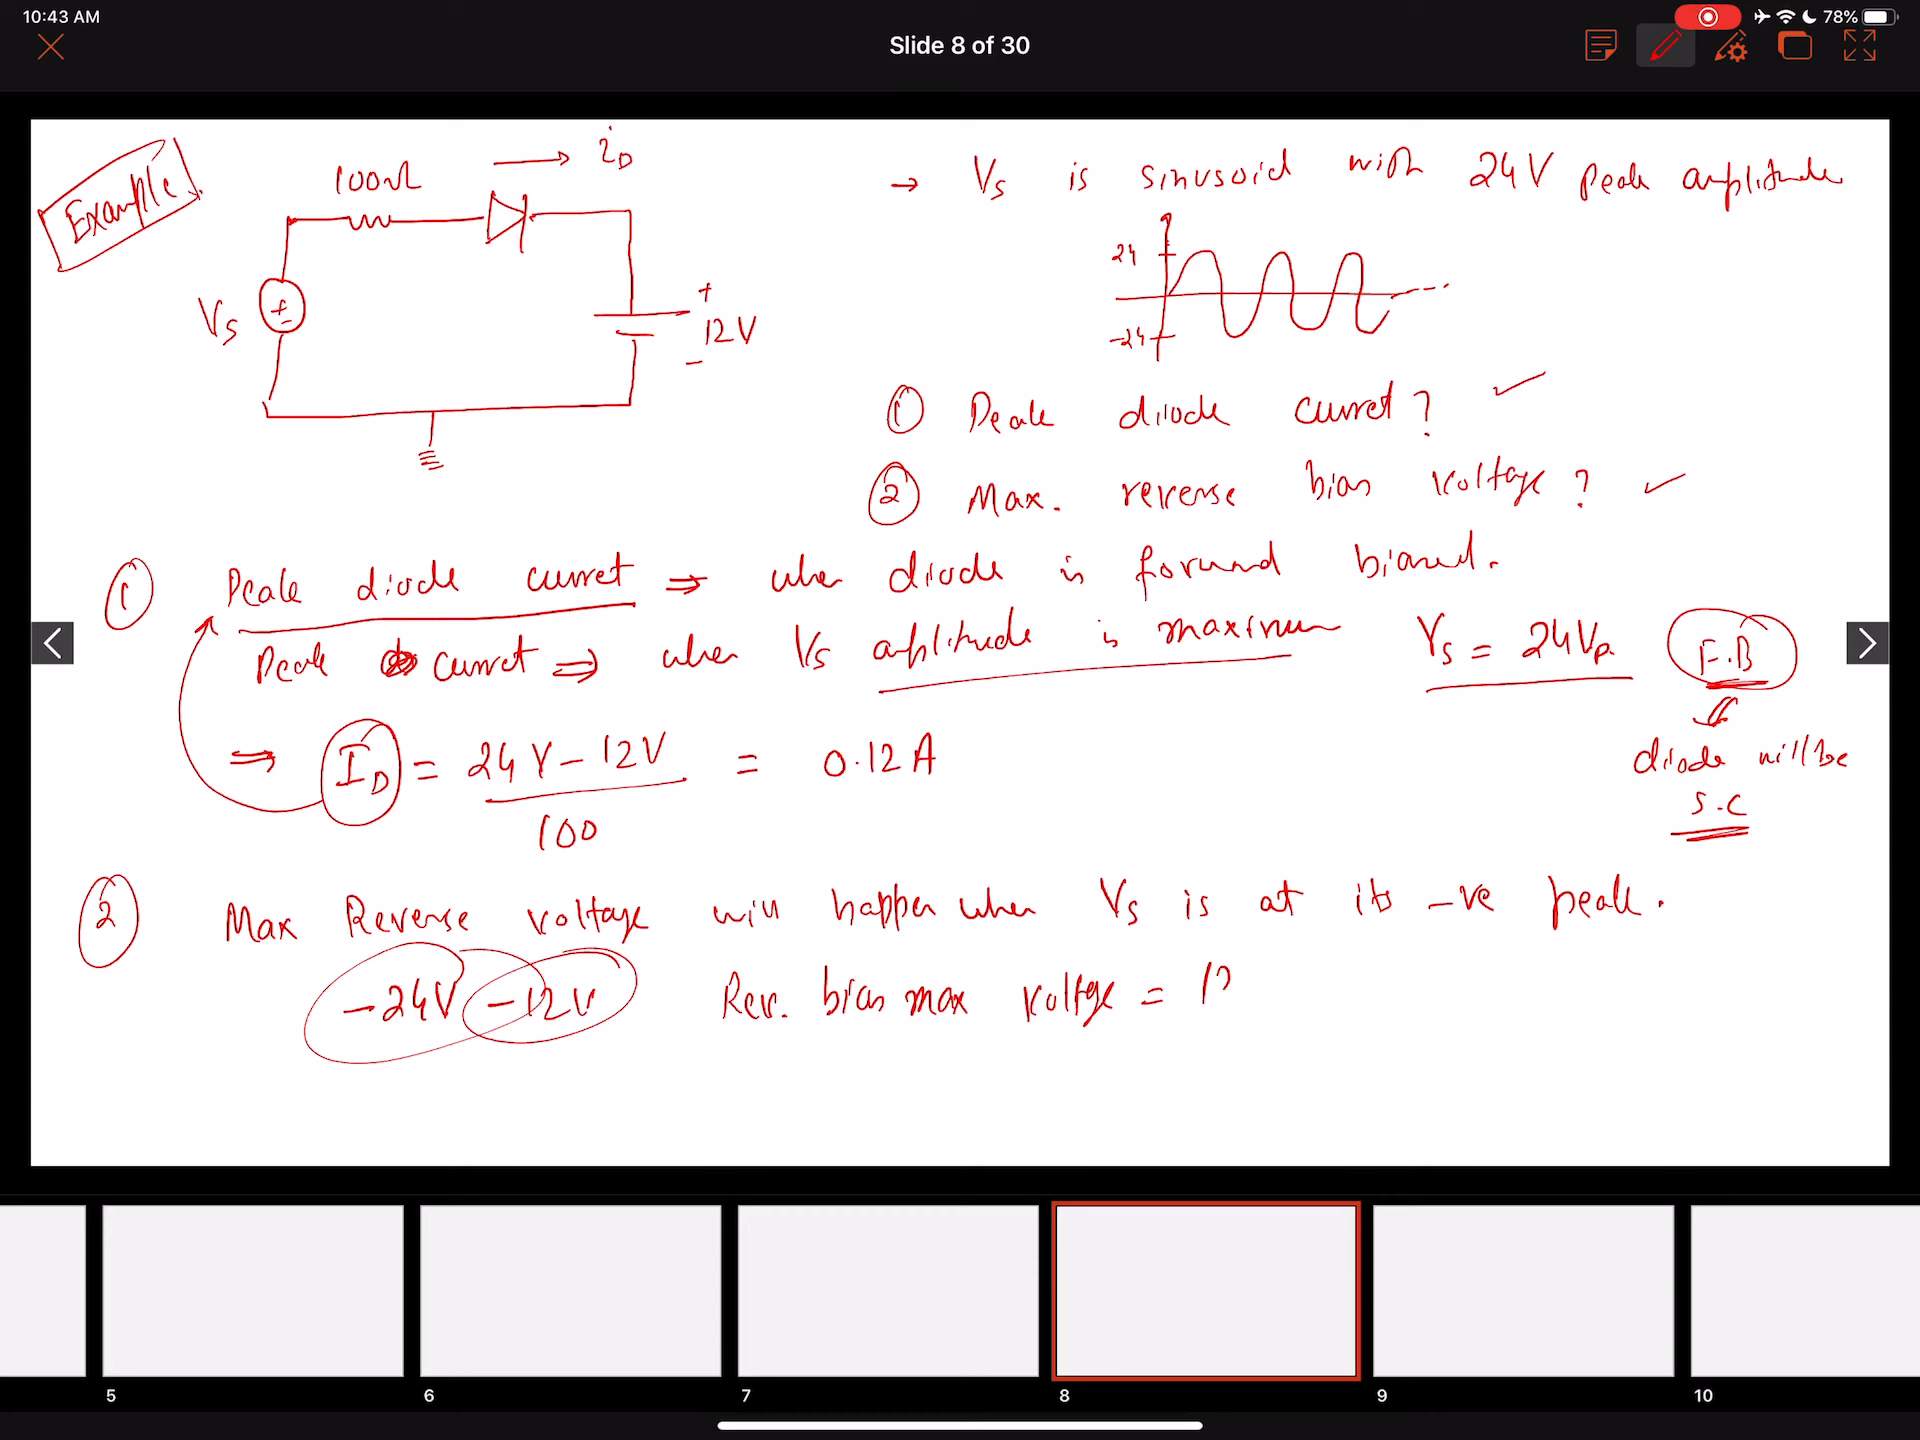 10:43 AM
78%
Slide 8 of 30
Example
100Ω
i_D
→ Vs is sinusoid with 24V peak amplitude
24
-24
Vs
±
+
12V
-
① Peak diode current?
② Max. reverse bias voltage?
① Peak diode current ⇒ when diode is forward biased.
Peak current ⇒ when Vs amplitude is maximum Vs = 24Vp F.B
diode will be
S.C
⇒ I_D = 24V - 12V / 100 = 0.12A
② Max Reverse voltage will happen when Vs is at its -ve peak.
-24V -12V Rev. bias max voltage =
5
6
7
8
9
10